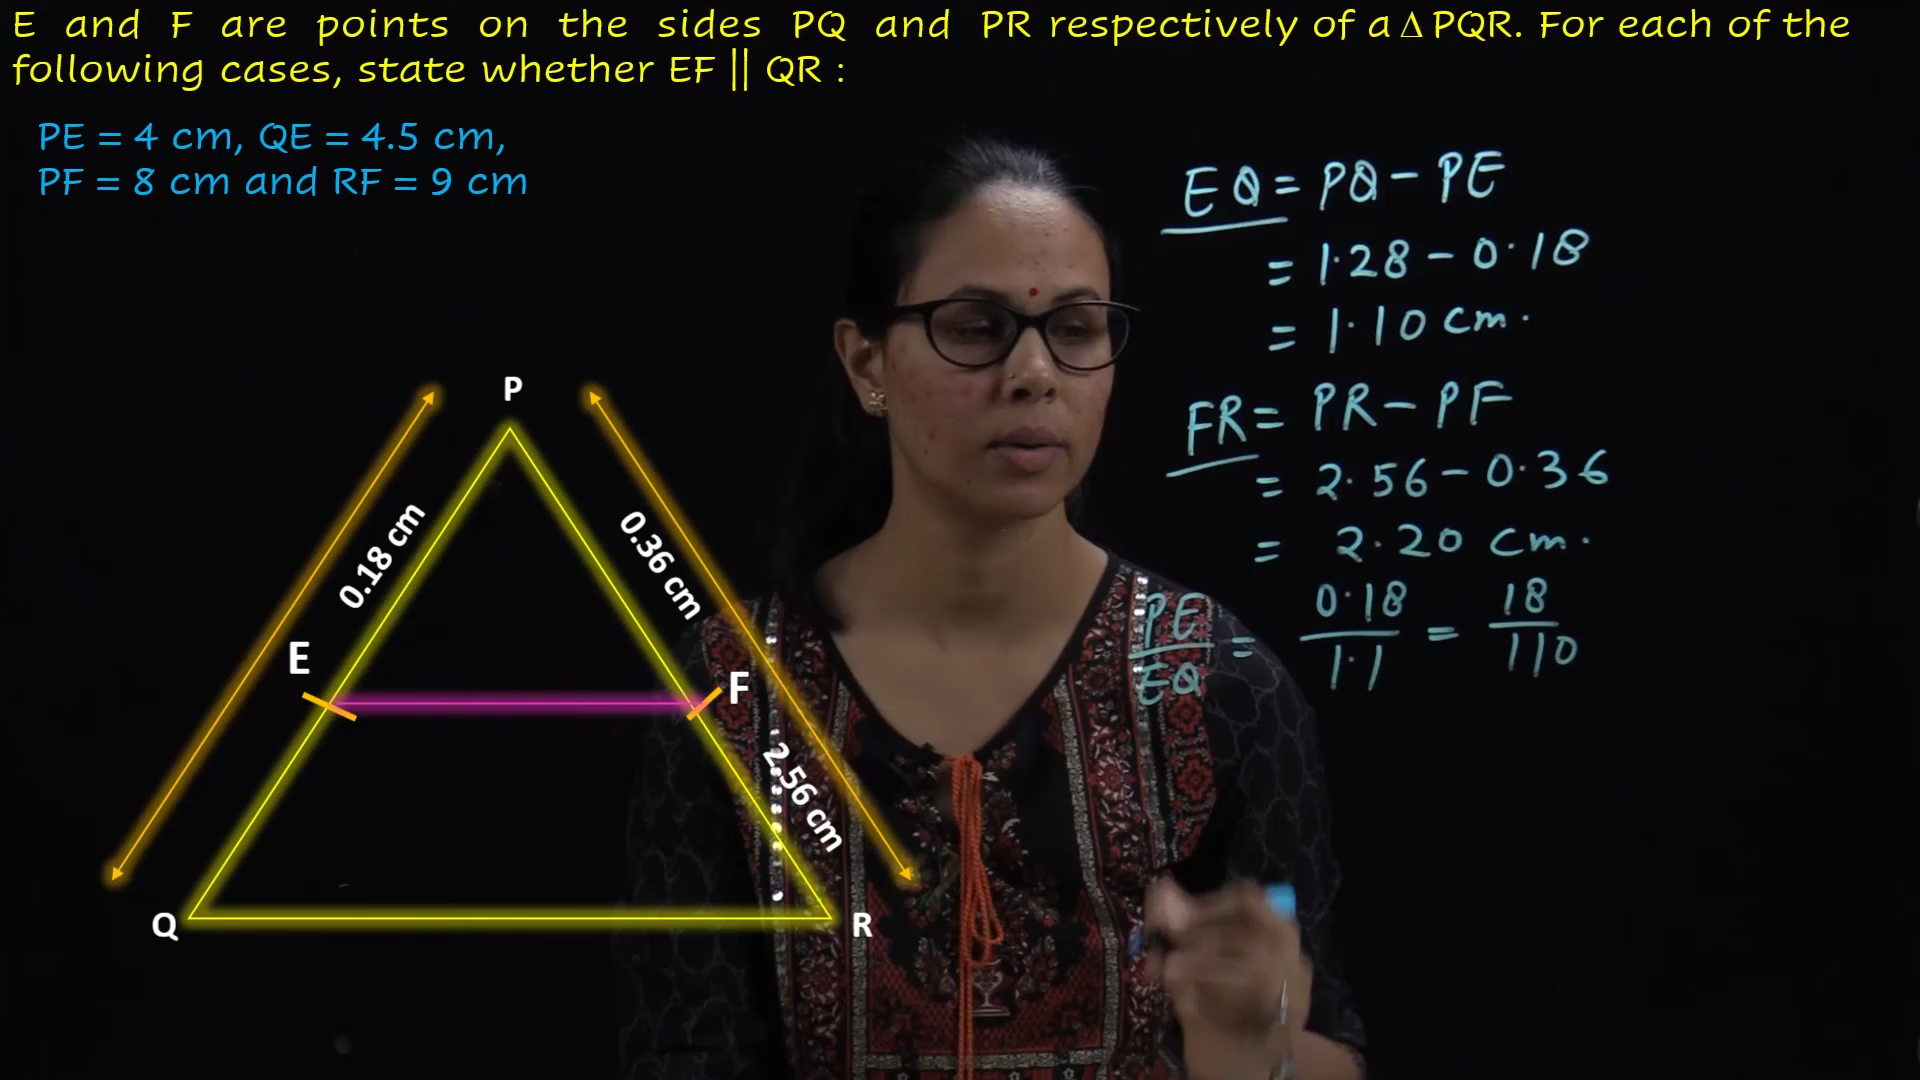 E and F are points on the sides PQ and PR respectively of a Δ PQR. For each of the
following cases, state whether EF || QR :
PE = 4 cm, QE = 4.5 cm,
PF = 8 cm and RF = 9 cm
EQ = PQ - PE
= 1.28 - 0.18
= 1.10 cm.
FR = PR - PF
= 2.56 - 0.36
= 2.20 cm.
PE/EQ = 0.18/1.1 = 18/110
P
0.18 cm
0.36 cm
E
F
2.56 cm
Q
R